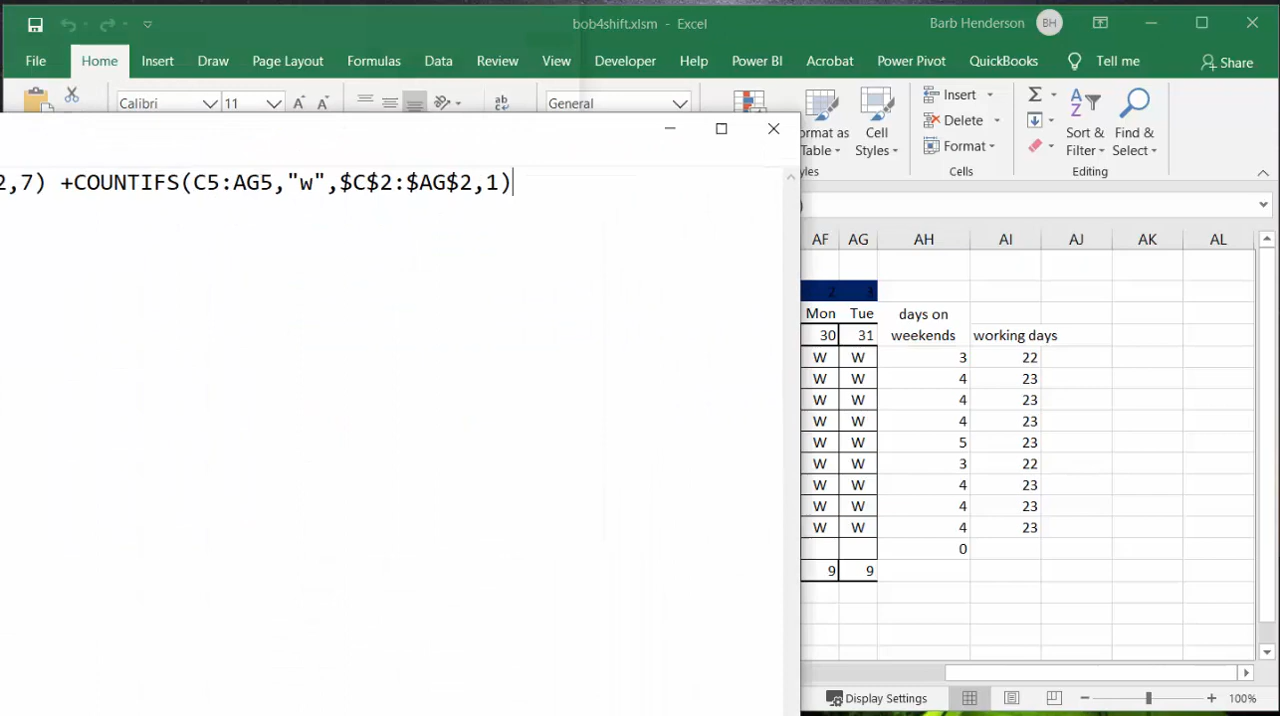 bob4shift.xlsm - Excel
Barb Henderson BH
File Home Insert Draw Page Layout Formulas Data Review View Developer Help Power BI Acrobat Power Pivot QuickBooks Tell me Share
Calibri 11 ab General
Format as Table
Cell Styles
Insert
Delete
Format
Cells
Sort & Filter
Find & Select
Editing
2,7) +COUNTIFS(C5:AG5,"w",$C$2:$AG$2,1)
AF AG AH AI AJ AK AL
2 3
Mon Tue days on
30 31 weekends working days
W W 3 22
W W 4 23
W W 4 23
W W 4 23
W W 5 23
W W 3 22
W W 4 23
W W 4 23
W W 4 23
0
9 9
Display Settings 100%